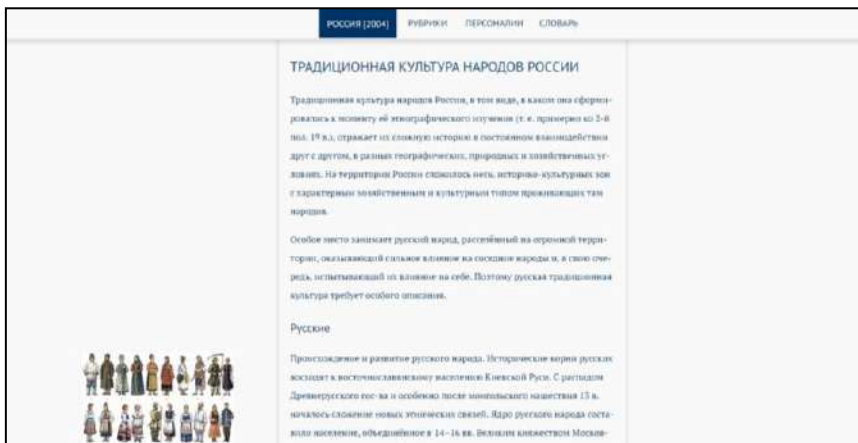 РОССИЯ [2004] РУБРИКИ ПЕРСОНАЛИИ СЛОВАРЬ
ТРАДИЦИОННАЯ КУЛЬТУРА НАРОДОВ РОССИИ
Традиционная культура народов России, в том виде, в каком она сформи-
ровалась к моменту её этнографического изучения (т. е. примерно ко 2-й
пол. 19 в.), отражает их сложную историю в постоянном взаимодействии
друг с другом, в разных географических, природных и хозяйственных ус-
ловиях. На территории России сложилось неск. историко-культурных зон
с характерным хозяйственным и культурным типом проживающих там
народов.
Особое место занимает русский народ, расселённый на огромной терри-
тории, оказывающий сильное влияние на соседние народы и, в свою оче-
редь, испытывающий их влияние на себе. Поэтому русская традиционная
культура требует особого описания.
Русские
Происхождение и развитие русского народа. Исторические корни русских
восходят к восточнославянскому населению Киевской Руси. С распадом
Древнерусского гос-ва и особенно после монгольского нашествия 13 в.
началось сложение новых этнических связей. Ядро русского народа соста-
вило население, объединённое в 14–16 вв. Великим княжеством Москов-